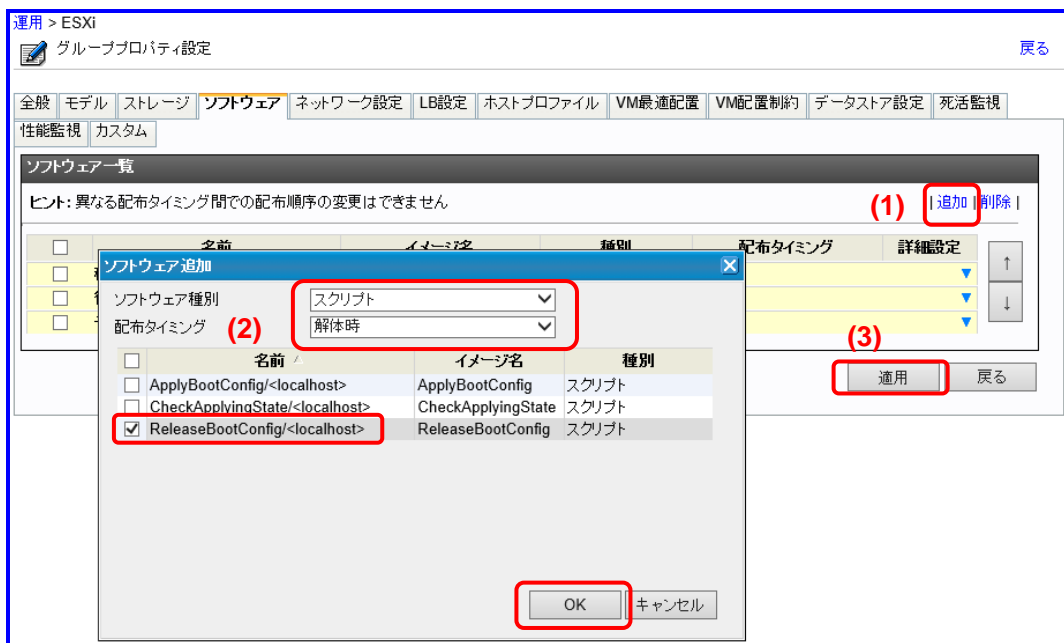 運用 > ESXi
グループプロパティ設定 戻る
全般 モデル ストレージ ソフトウェア ネットワーク設定 LB設定 ホストプロファイル VM最適配置 VM配置制約 データストア設定 死活監視
性能監視 カスタム
ソフトウェア一覧
ヒント: 異なる配布タイミング間での配布順序の変更はできません (1) | 追加 | 削除 |
名前 イメージ名 種別 配布タイミング 詳細設定
ソフトウェア追加
ソフトウェア種別 スクリプト
配布タイミング (2) 解体時
名前 イメージ名 種別
ApplyBootConfig/<localhost> ApplyBootConfig スクリプト
CheckApplyingState/<localhost> CheckApplyingState スクリプト
ReleaseBootConfig/<localhost> ReleaseBootConfig スクリプト
OK キャンセル
(3)
適用 戻る